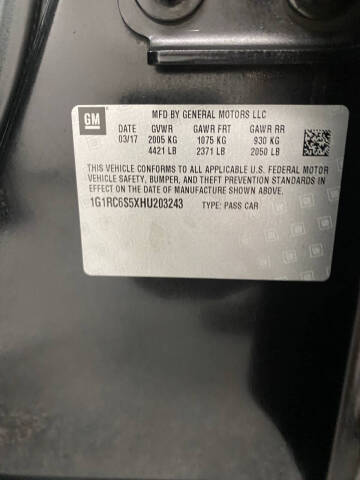 GM
MFD BY GENERAL MOTORS LLC
DATE GVWR GAWR FRT GAWR RR
03/17 2005 KG 1075 KG 930 KG
4421 LB 2371 LB 2050 LB
THIS VEHICLE CONFORMS TO ALL APPLICABLE U.S. FEDERAL MOTOR
VEHICLE SAFETY, BUMPER, AND THEFT PREVENTION STANDARDS IN
EFFECT ON THE DATE OF MANUFACTURE SHOWN ABOVE.
1G1RC6S5XHU203243 TYPE: PASS CAR